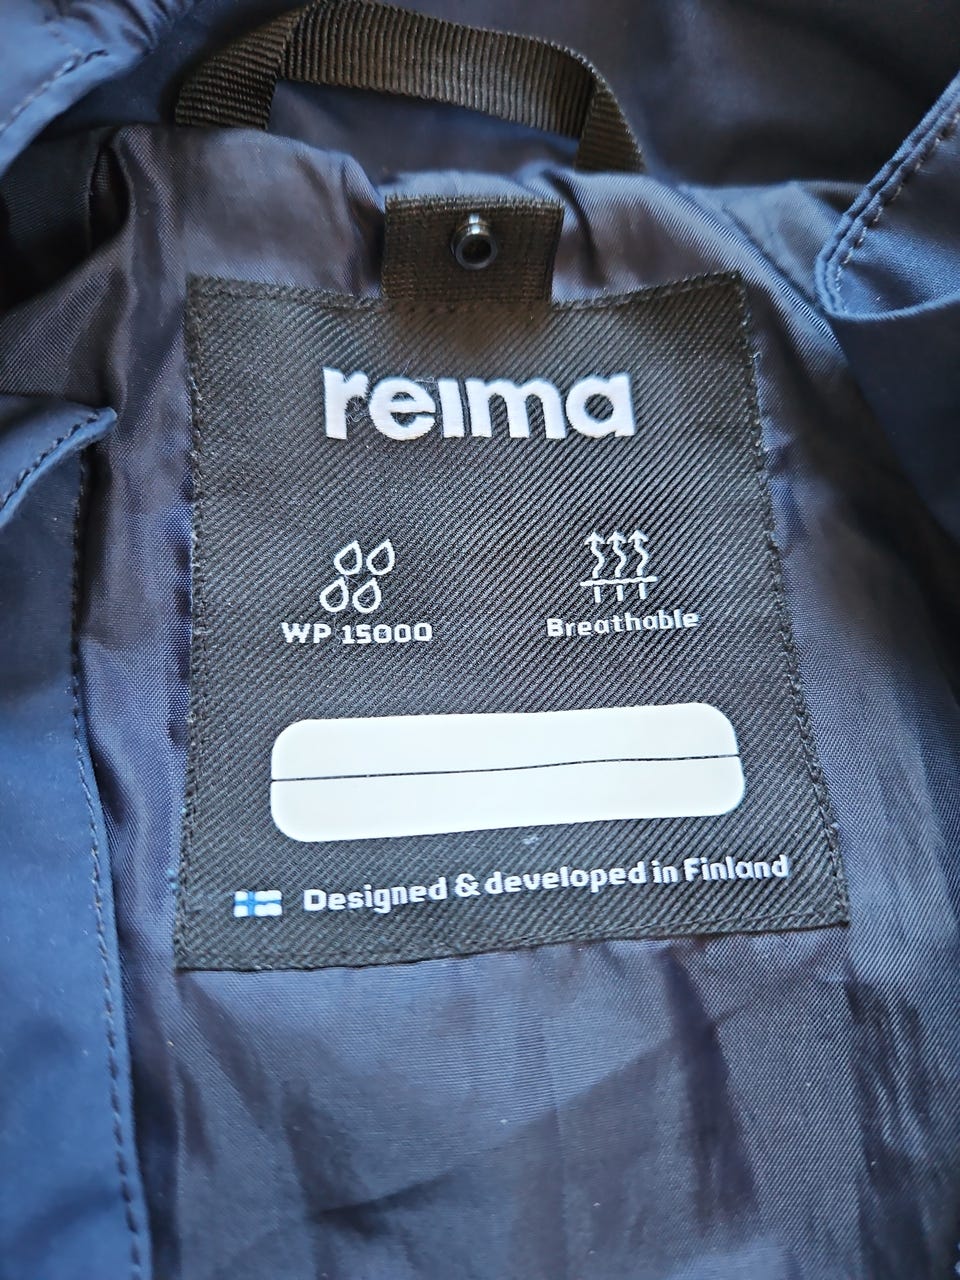 reima
WP 15000
Breathable
Designed & developed in Finland